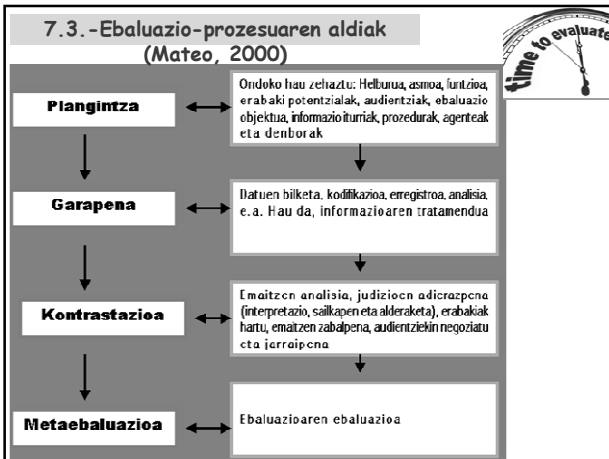 7.3.-Ebaluazio-prozesuaren aldiak
(Mateo, 2000)
time to evaluate
Plangintza
Ondoko hau zehaztu: Helburua, asmoa, funtzioa,
erabaki potentzialak, audientziak, ebaluazio
objektua, informazio iturriak, prozedurak, agenteak
eta denborak
Garapena
Datuen bilketa, kodifikazioa, erregistroa, analisia,
e.a. Hau da, informazioaren tratamendua
Kontrastazioa
Emaitzen analisia, judizioen adierazpena
(interpretazio, sailkapen eta alderaketa), erabakiak
hartu, emaitzen zabalpena, audientziekin negoziatu
eta jarraipena
Metaebaluazioa
Ebaluazioaren ebaluazioa